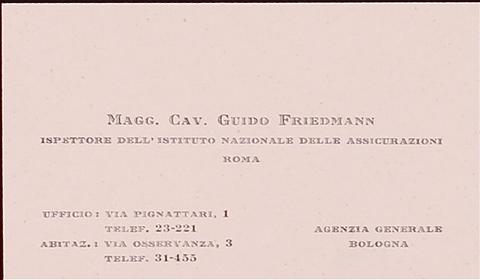 MAGG. CAV. GUIDO FRIEDMANN
ISPETTORE DELL'ISTITUTO NAZIONALE DELLE ASSICURAZIONI
ROMA
UFFICIO: VIA PIGNATTARI, 1
TELEF. 23-221
ABITAZ.: VIA OSSERVANZA, 3
TELEF. 31-455
AGENZIA GENERALE
BOLOGNA